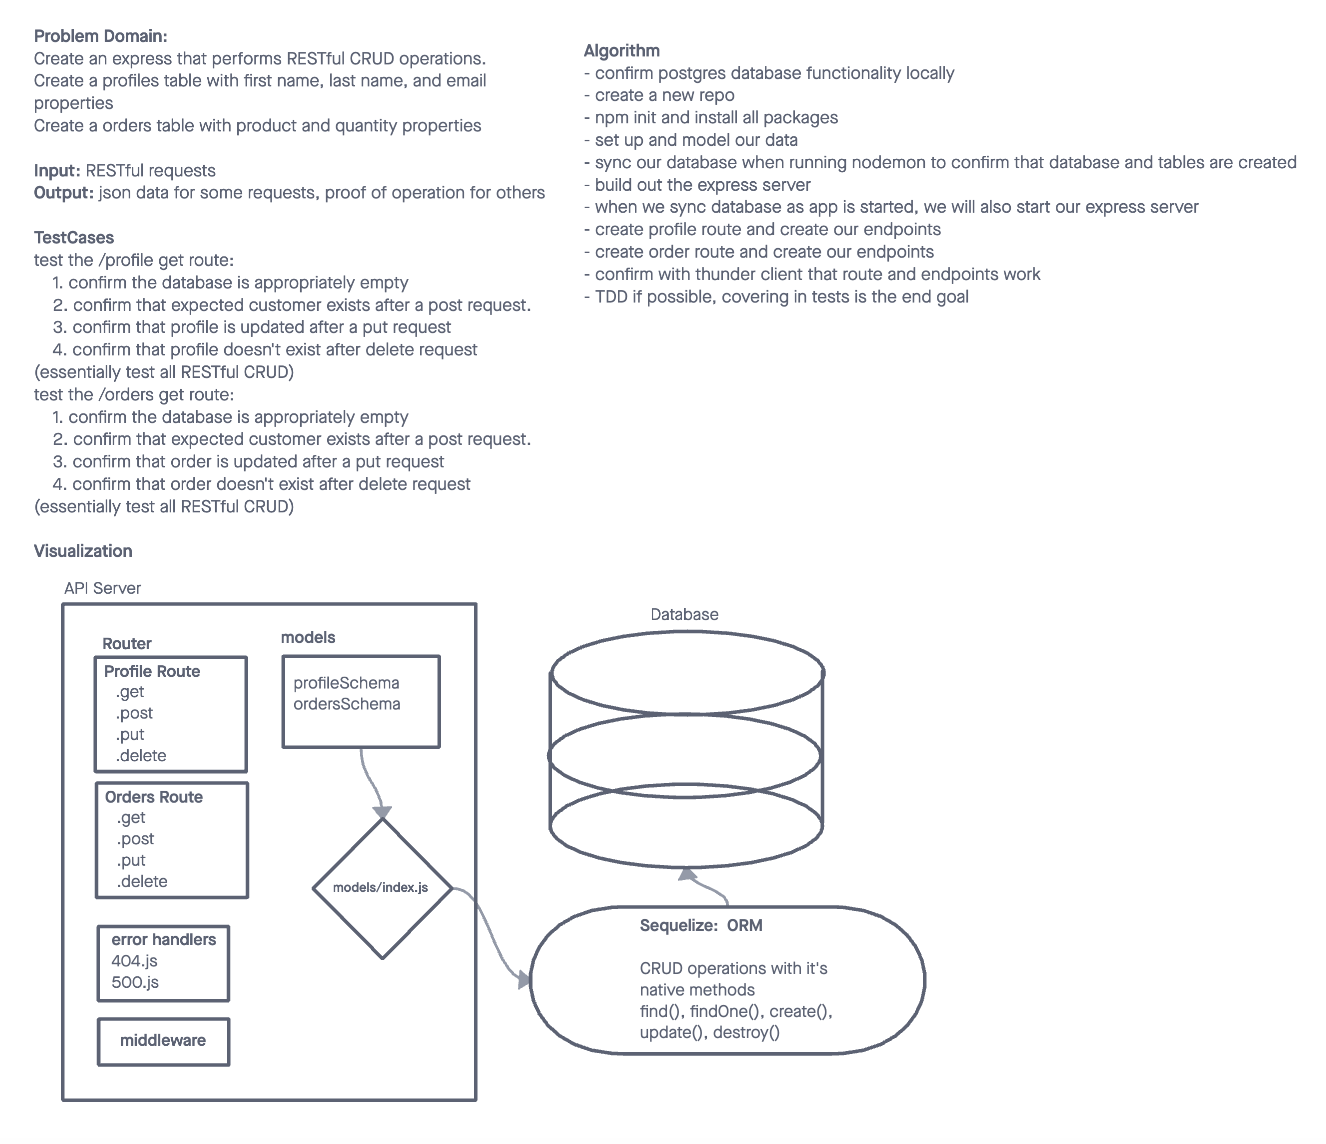 Problem Domain:
Create an express that performs RESTful CRUD operations.
Create a profiles table with first name, last name, and email
properties
Create a orders table with product and quantity properties
Input: RESTful requests
Output: json data for some requests, proof of operation for others
TestCases
test the /profile get route:
1. confirm the database is appropriately empty
2. confirm that expected customer exists after a post request.
3. confirm that profile is updated after a put request
4. confirm that profile doesn't exist after delete request
(essentially test all RESTful CRUD)
test the /orders get route:
1. confirm the database is appropriately empty
2. confirm that expected customer exists after a post request.
3. confirm that order is updated after a put request
4. confirm that order doesn't exist after delete request
(essentially test all RESTful CRUD)
Algorithm
- confirm postgres database functionality locally
- create a new repo
- npm init and install all packages
- set up and model our data
- sync our database when running nodemon to confirm that database and tables are created
- build out the express server
- when we sync database as app is started, we will also start our express server
- create profile route and create our endpoints
- create order route and create our endpoints
- confirm with thunder client that route and endpoints work
- TDD if possible, covering in tests is the end goal
Visualization
API Server
Router
Profile Route
.get
.post
.put
.delete
Orders Route
.get
.post
.put
.delete
error handlers
404.js
500.js
middleware
models
profileSchema
ordersSchema
models/index.js
Database
Sequelize: ORM
CRUD operations with it's
native methods
find(), findOne(), create(),
update(), destroy()